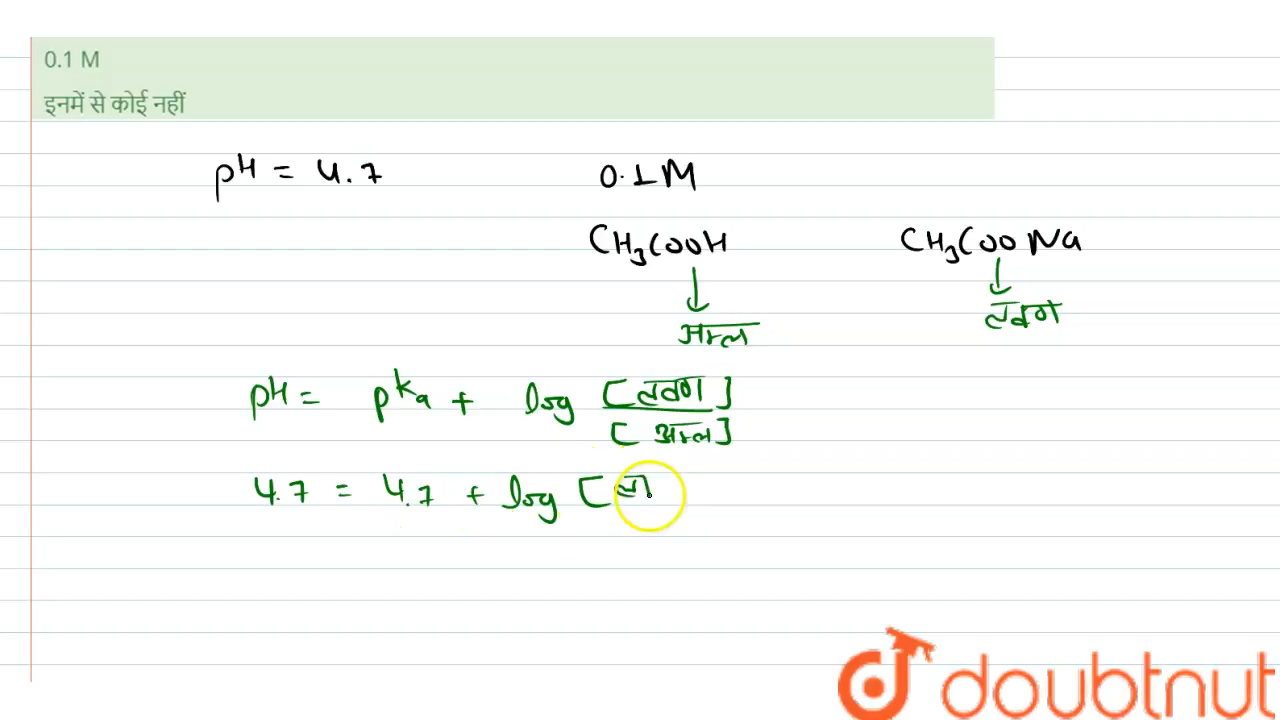 0.1 M
इनमें से कोई नहीं
pH = 4.7 0.1M
CH3COOH CH3COONa
अम्ल लवण
pH = pKa + log [लवण] / [अम्ल]
4.7 = 4.7 + log [
doubtnut